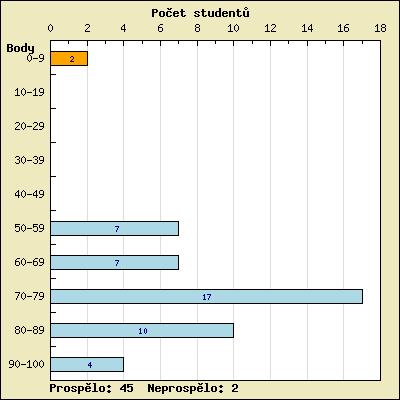 Počet studentů
0 2 4 6 8 10 12 14 16 18
Body
0-9 2
10-19
20-29
30-39
40-49
50-59 7
60-69 7
70-79 17
80-89 10
90-100 4
Prospělo: 45 Neprospělo: 2